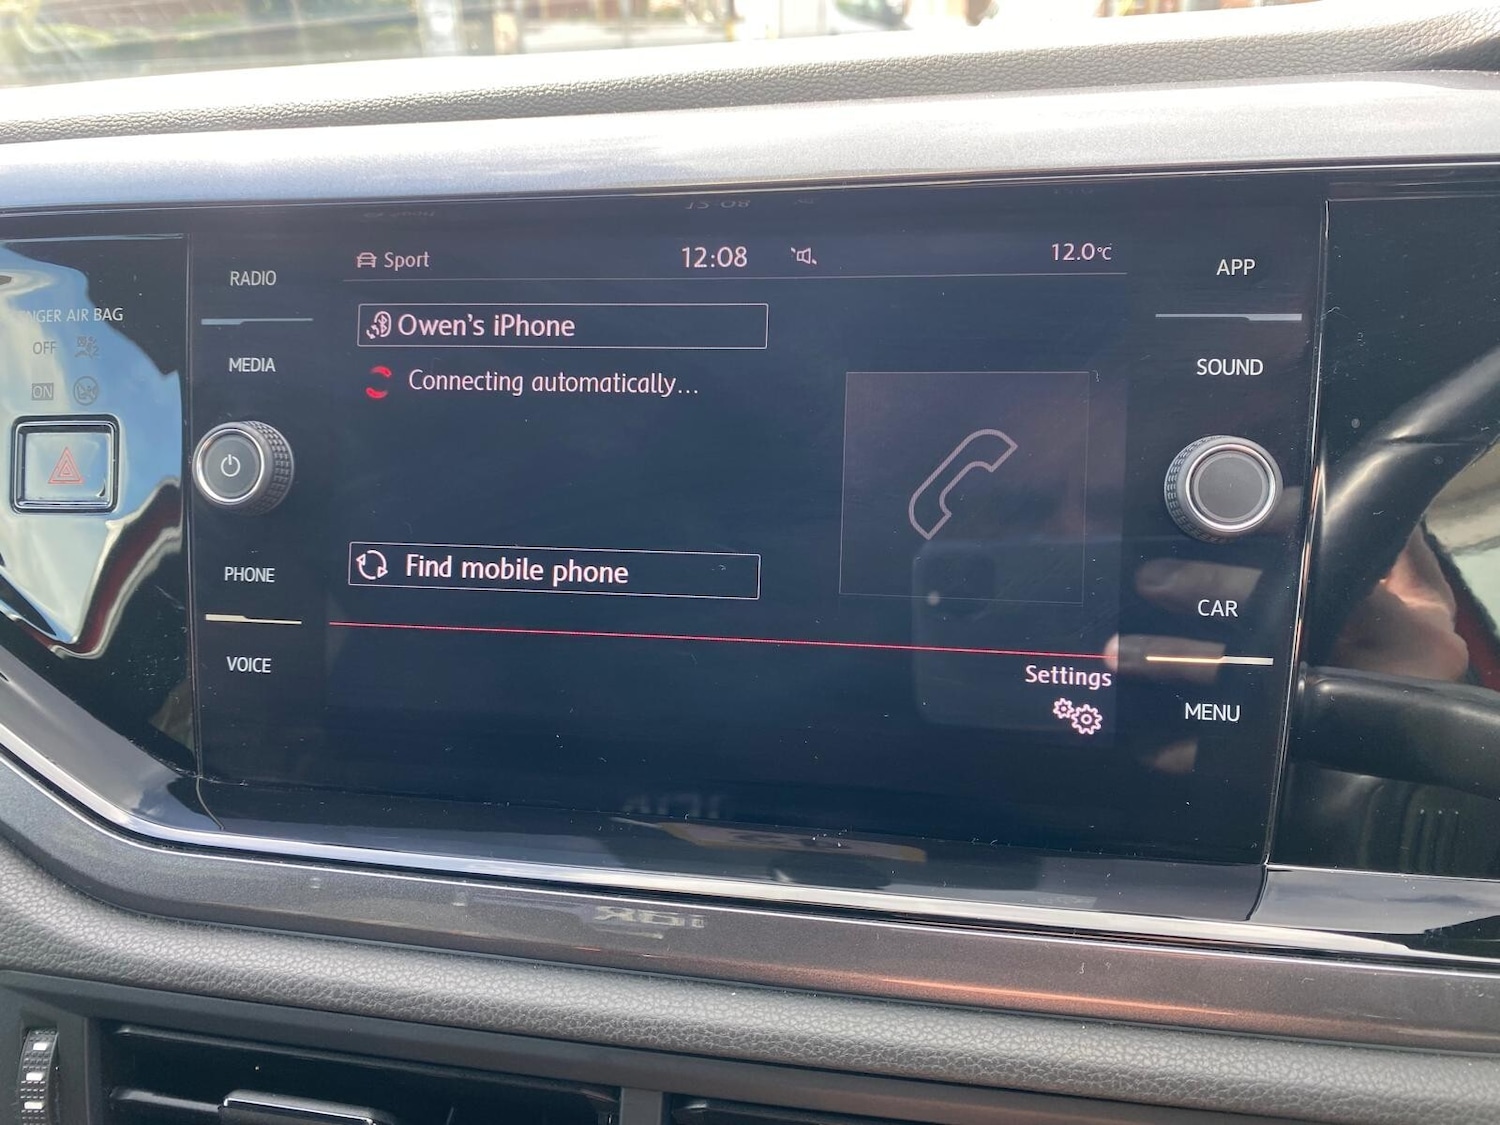 Sport 12:08 12.0°C
RADIO
MEDIA
PHONE
VOICE
Owen's iPhone
Connecting automatically...
Find mobile phone
Settings
APP
SOUND
CAR
MENU
AIR BAG
OFF
ON